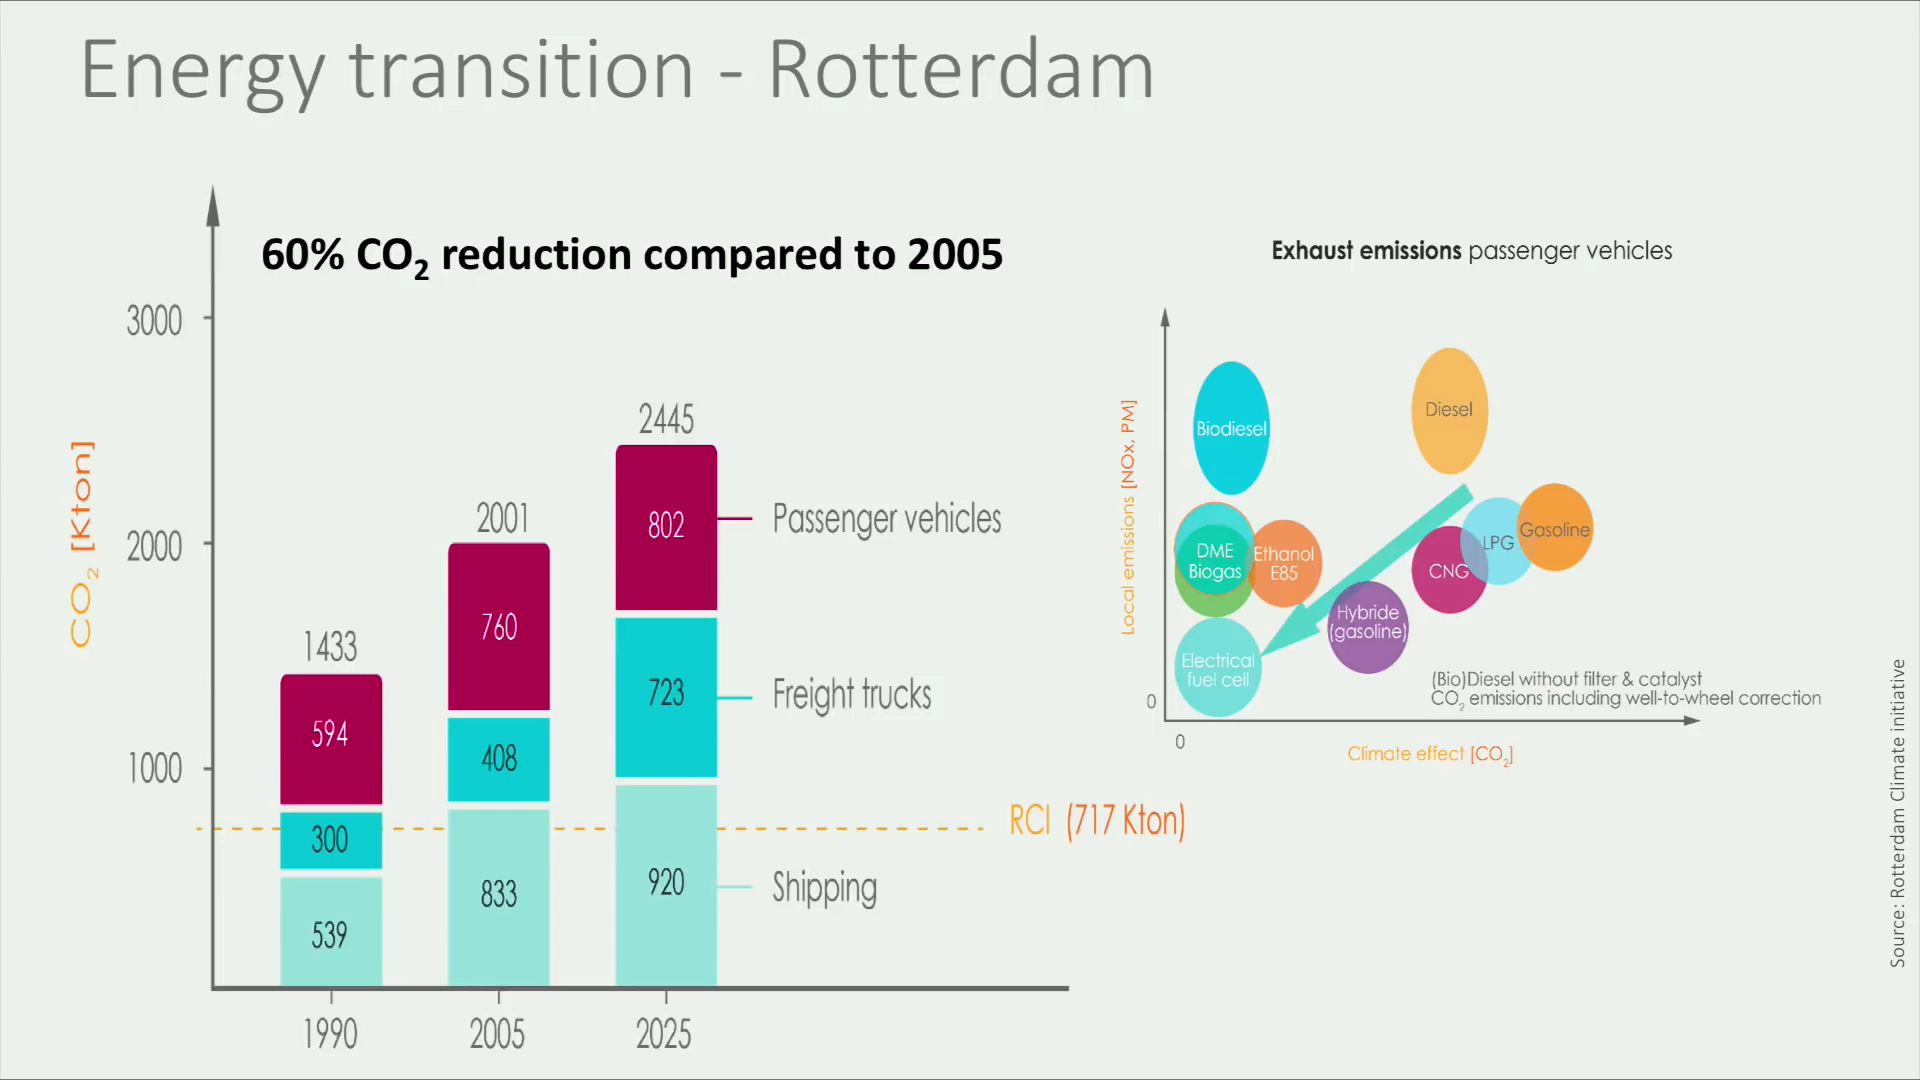 Energy transition - Rotterdam
60% CO₂ reduction compared to 2005
CO₂ [Kton]
3000
2000
1000
1433
594
300
539
2001
760
408
833
2445
802
723
920
Passenger vehicles
Freight trucks
Shipping
RCI (717 Kton)
1990
2005
2025
Exhaust emissions passenger vehicles
Local emissions [NOx, PM]
Biodiesel
Diesel
DME
Biogas
Ethanol
E85
CNG
LPG
Gasoline
Hybride
(gasoline)
Electrical
fuel cell
(Bio)Diesel without filter & catalyst
CO₂ emissions including well-to-wheel correction
0
0
Climate effect [CO₂]
Source: Rotterdam Climate initiative